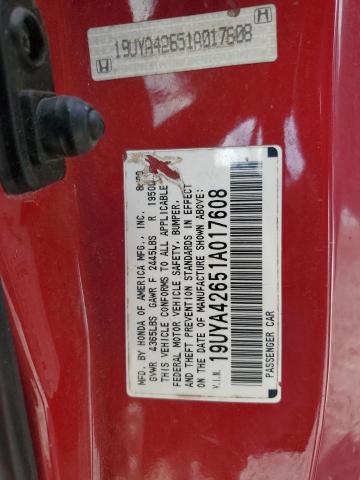 19UYA42651A017608
MFD. BY HONDA OF AMERICA MFG., INC.
GVWR 4365LBS GAWR F 2445LBS R
THIS VEHICLE CONFORMS TO ALL APPLICABLE
FEDERAL MOTOR VEHICLE SAFETY, BUMPER,
AND THEFT PREVENTION STANDARDS IN EFFECT
ON THE DATE OF MANUFACTURE SHOWN ABOVE:
19UYA42651A017608
V.I.N.
PASSENGER CAR